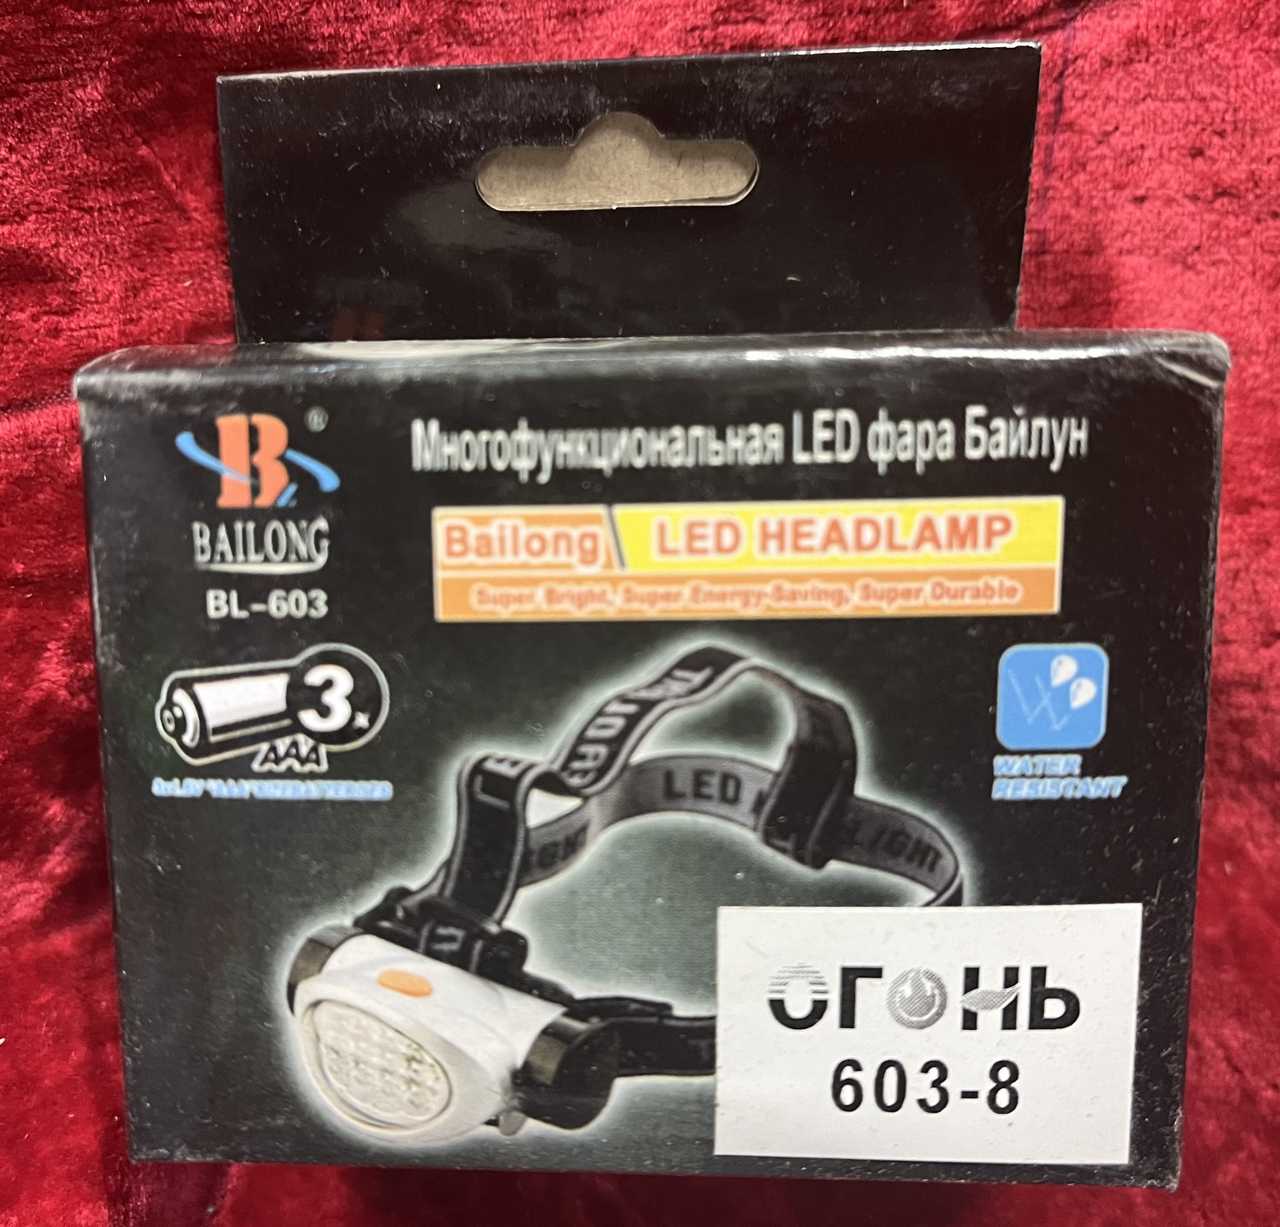 B®
BAILONG
BL-603
Многофункциональная LED фара Байлун
Bailong LED HEADLAMP
Super Bright, Super Energy-Saving, Super Durable
3x
AAA
WATER
RESISTANT
LED
LIGHT
ОГОНЬ
603-8